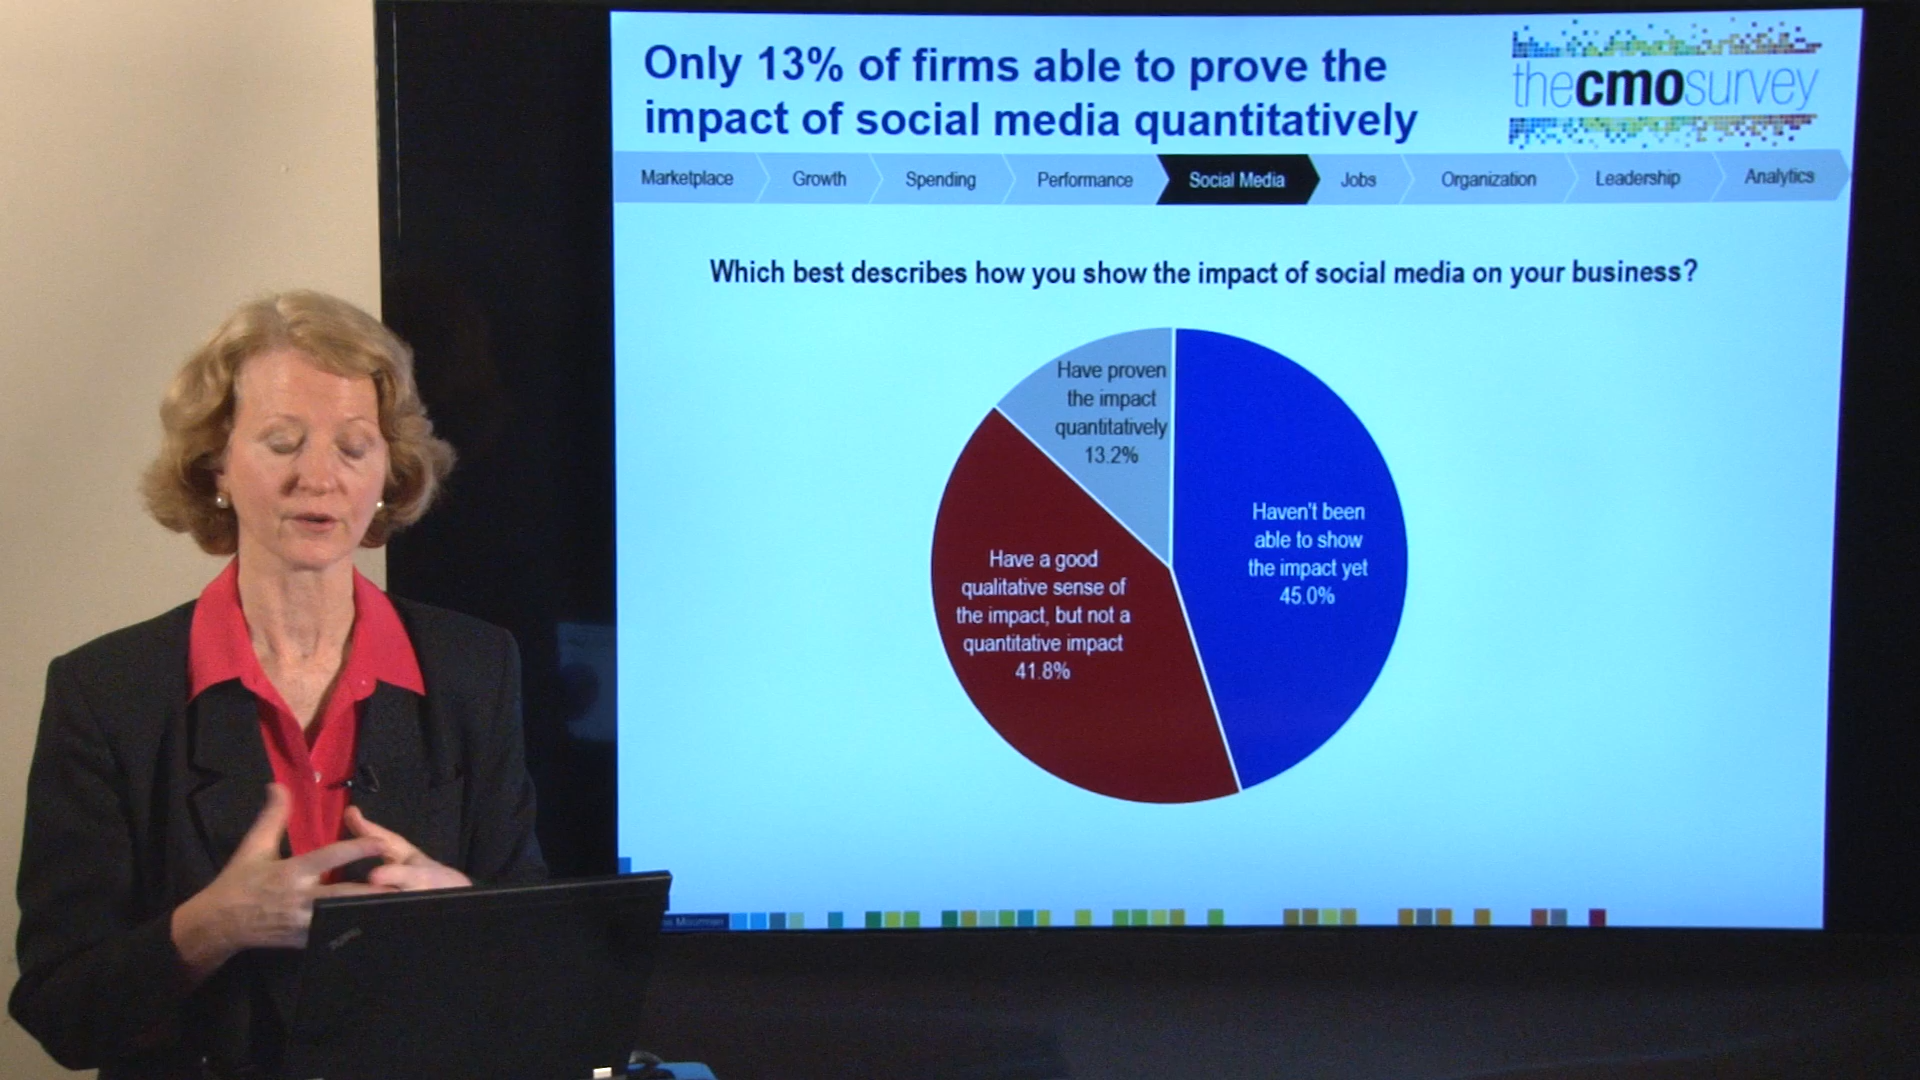 Only 13% of firms able to prove the
impact of social media quantitatively
thecmosurvey
Marketplace Growth Spending Performance Social Media Jobs Organization Leadership Analytics
Which best describes how you show the impact of social media on your business?
Have proven
the impact
quantitatively
13.2%
Haven't been
able to show
the impact yet
45.0%
Have a good
qualitative sense of
the impact, but not a
quantitative impact
41.8%
Moorman